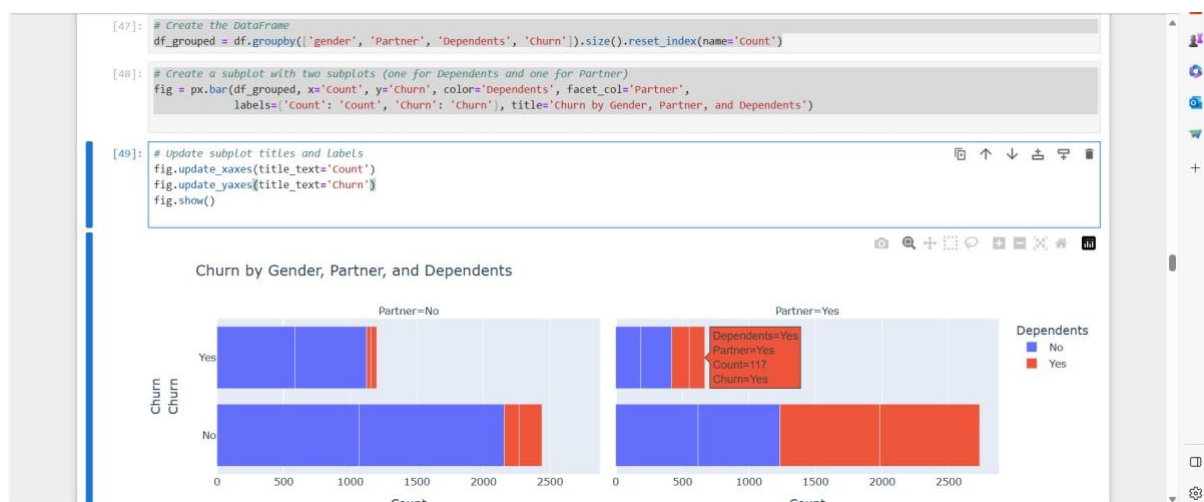 [47]: # Create the DataFrame
df_grouped = df.groupby(['gender', 'Partner', 'Dependents', 'Churn']).size().reset_index(name='Count')
[48]: # Create a subplot with two subplots (one for Dependents and one for Partner)
fig = px.bar(df_grouped, x='Count', y='Churn', color='Dependents', facet_col='Partner',
labels={'Count': 'Count', 'Churn': 'Churn'}, title='Churn by Gender, Partner, and Dependents')
[49]: # Update subplot titles and labels
fig.update_xaxes(title_text='Count')
fig.update_yaxes(title_text='Churn')
fig.show()
Churn by Gender, Partner, and Dependents
Partner=No
Partner=Yes
Dependents
No
Yes
Dependents=Yes
Partner=Yes
Count=117
Churn=Yes
Yes
No
Churn
Churn
0 500 1000 1500 2000 2500
0 500 1000 1500 2000 2500
Count
Count